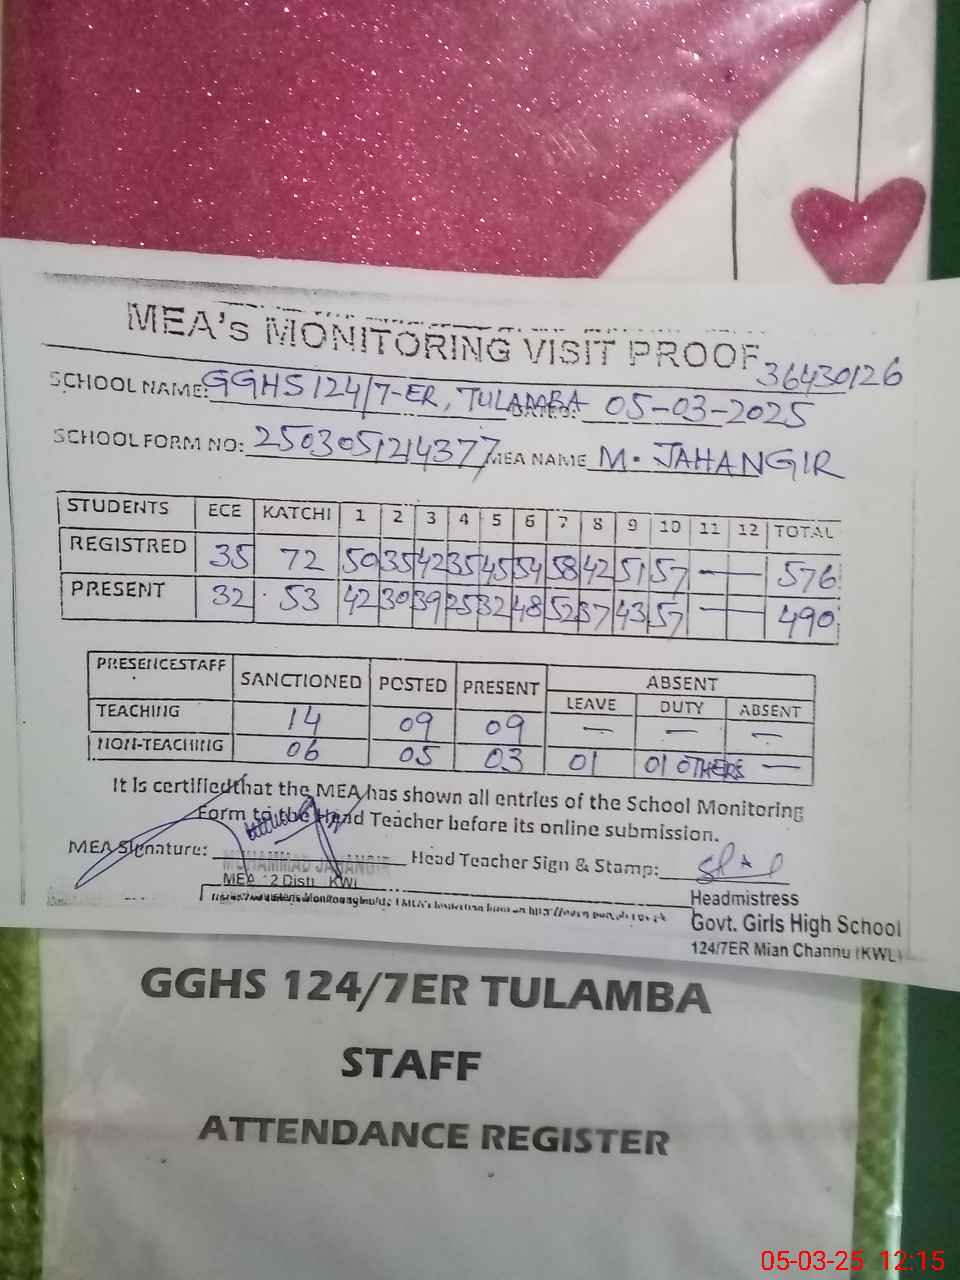 MEA's MONITORING VISIT PROOF
36430126
SCHOOL NAME: GGHS 124/7-ER, TULAMBA 05-03-2025
SCHOOL FORM NO: 2503051214377 MEA NAME M. JAHANGIR
STUDENTS ECE KATCHI 1 2 3 4 5 6 7 8 9 10 11 12 TOTAL
REGISTRED 35 72 50 35 42 35 45 54 58 42 51 57 — 576
PRESENT 32 53 42 30 39 25 32 48 52 37 43 57 — 490
PRESENCESTAFF SANCTIONED POSTED PRESENT ABSENT
LEAVE DUTY ABSENT
TEACHING 14 09 09 — — —
NON-TEACHING 06 05 03 01 01 OTHERS —
It is certified that the MEA has shown all entries of the School Monitoring
Form to the Head Teacher before its online submission.
MEA Signature: Head Teacher Sign & Stamp:
MUHAMMAD JAHANGIR
MEA 12 Distt KWL
Headmistress
Govt. Girls High School
124/7ER Mian Channu (KWL)
GGHS 124/7ER TULAMBA
STAFF
ATTENDANCE REGISTER
05-03-25 12:15